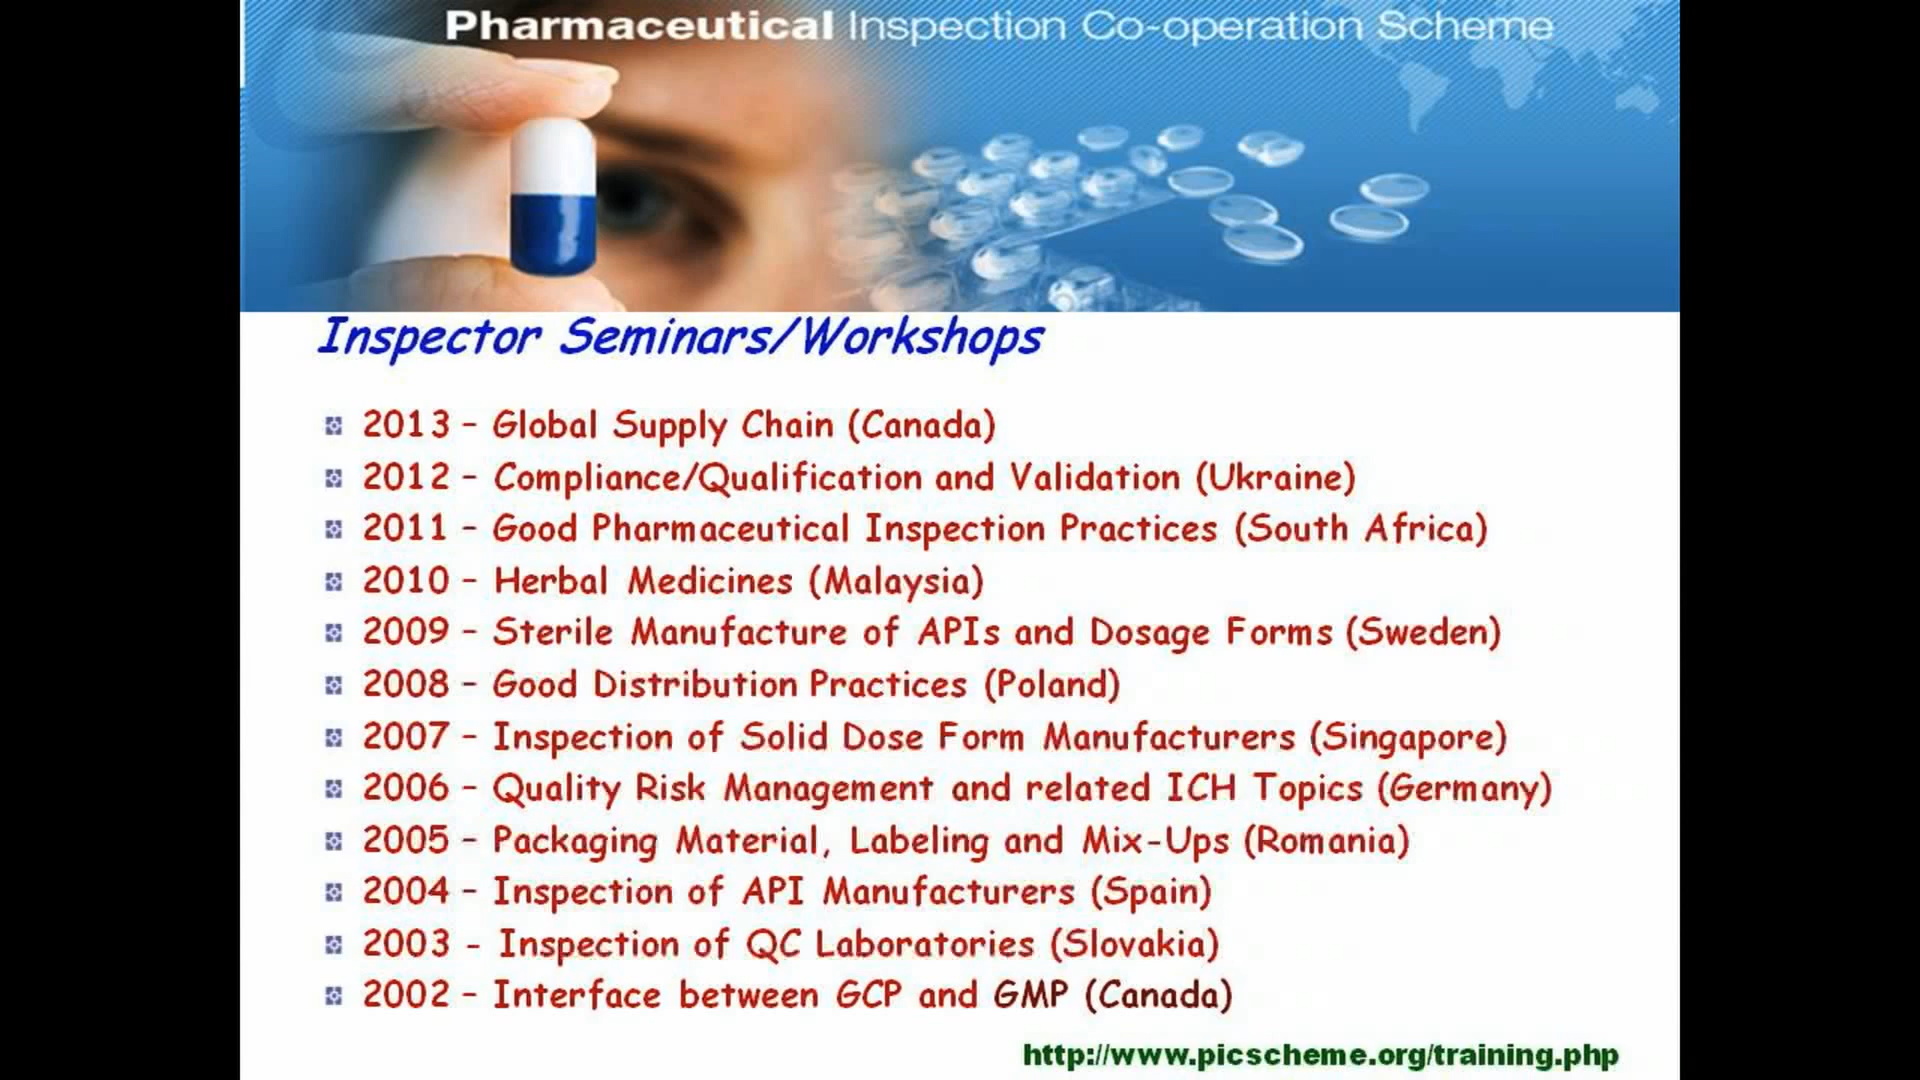 Pharmaceutical Inspection Co-operation Scheme
Inspector Seminars/Workshops
2013 - Global Supply Chain (Canada)
2012 - Compliance/Qualification and Validation (Ukraine)
2011 - Good Pharmaceutical Inspection Practices (South Africa)
2010 - Herbal Medicines (Malaysia)
2009 - Sterile Manufacture of APIs and Dosage Forms (Sweden)
2008 - Good Distribution Practices (Poland)
2007 - Inspection of Solid Dose Form Manufacturers (Singapore)
2006 - Quality Risk Management and related ICH Topics (Germany)
2005 - Packaging Material, Labeling and Mix-Ups (Romania)
2004 - Inspection of API Manufacturers (Spain)
2003 - Inspection of QC Laboratories (Slovakia)
2002 - Interface between GCP and GMP (Canada)
http://www.picscheme.org/training.php